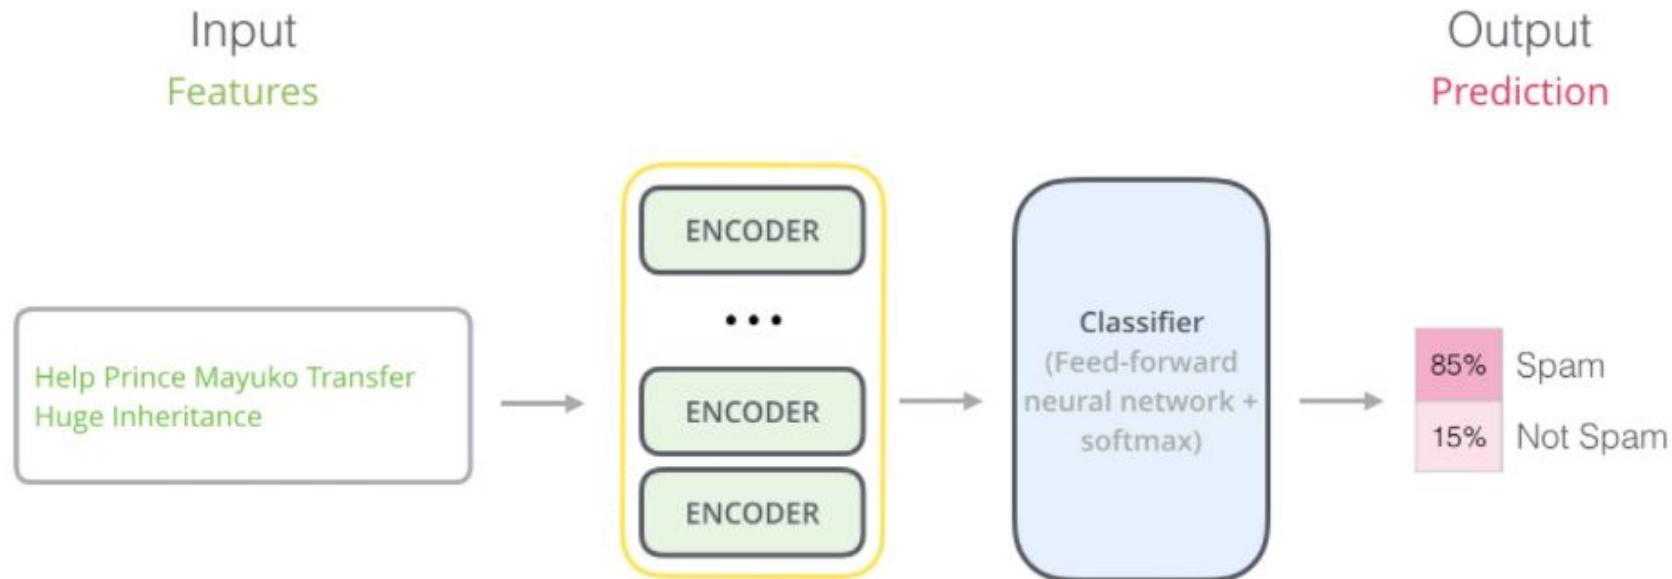 Input
Features
Output
Prediction
Help Prince Mayuko Transfer
Huge Inheritance
ENCODER
...
ENCODER
ENCODER
Classifier
(Feed-forward
neural network +
softmax)
85% Spam
15% Not Spam